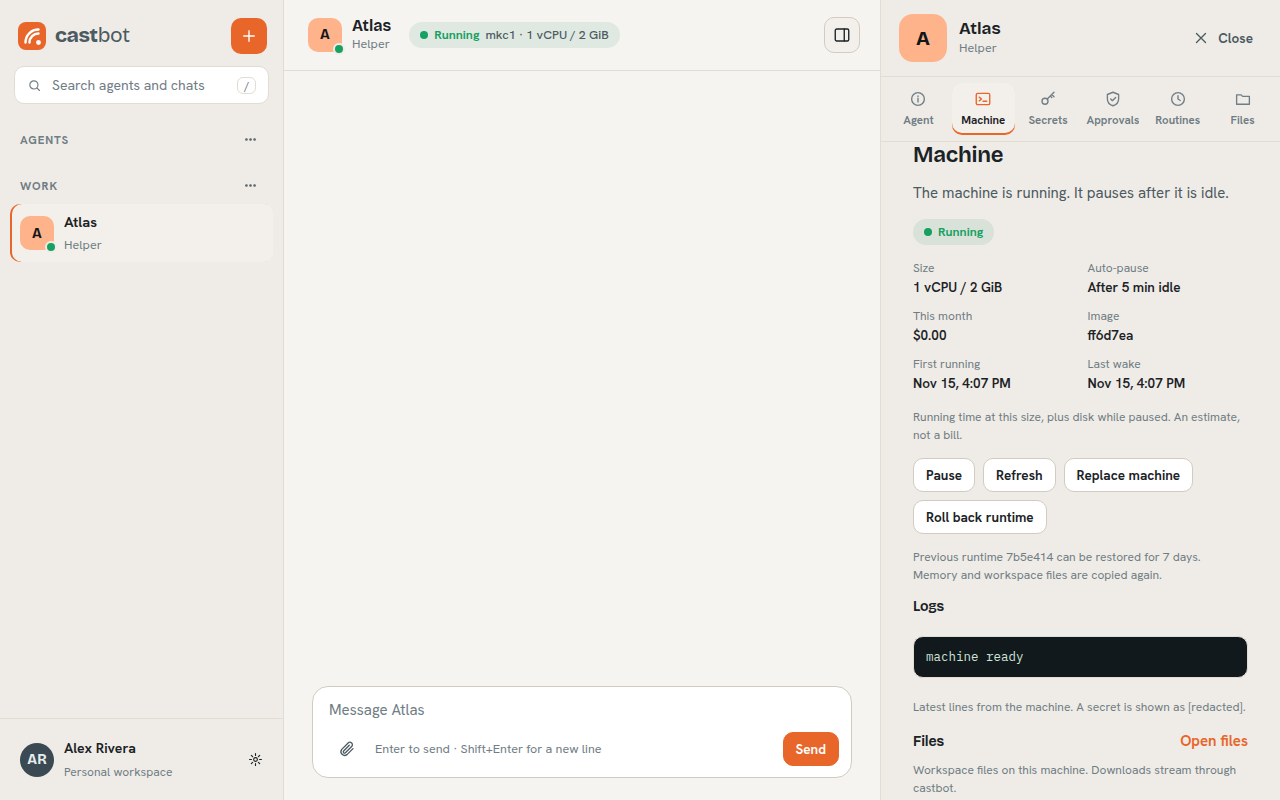 castbot
Search agents and chats /
AGENTS
WORK
A
Atlas
Helper
AR
Alex Rivera
Personal workspace
A
Atlas
Helper
Running mkc1 · 1 vCPU / 2 GiB
Message Atlas
Enter to send · Shift+Enter for a new line
Send
A
Atlas
Helper
Close
Agent
Machine
Secrets
Approvals
Routines
Files
Machine
The machine is running. It pauses after it is idle.
Running
Size
1 vCPU / 2 GiB
Auto-pause
After 5 min idle
This month
$0.00
Image
ff6d7ea
First running
Nov 15, 4:07 PM
Last wake
Nov 15, 4:07 PM
Running time at this size, plus disk while paused. An estimate,
not a bill.
Pause
Refresh
Replace machine
Roll back runtime
Previous runtime 7b5e414 can be restored for 7 days.
Memory and workspace files are copied again.
Logs
machine ready
Latest lines from the machine. A secret is shown as [redacted].
Files
Open files
Workspace files on this machine. Downloads stream through
castbot.